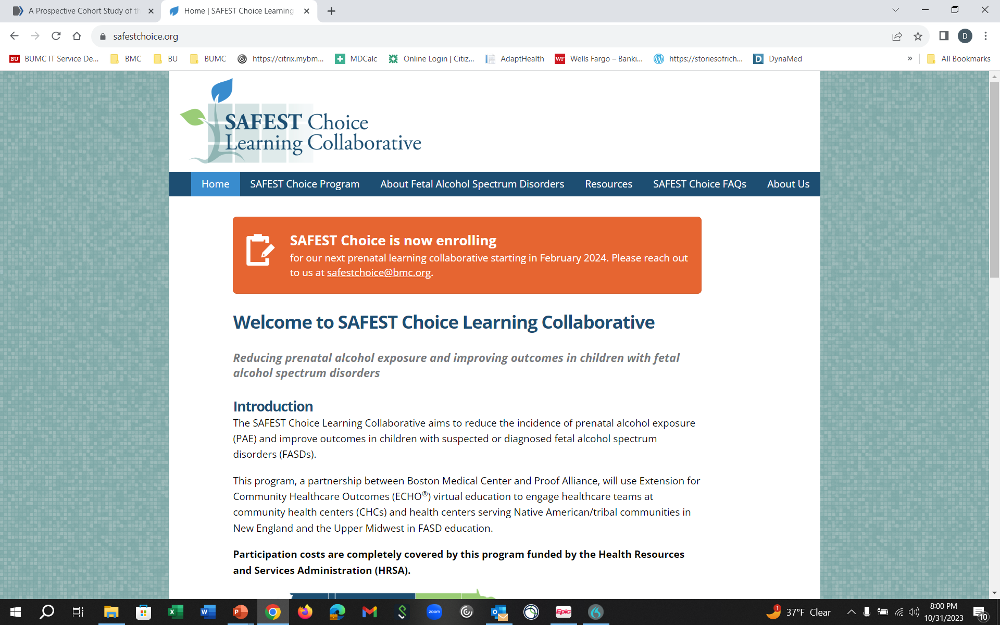 A Prospective Cohort Study of th
Home | SAFEST Choice Learning
safestchoice.org
D
BU BUMC IT Service De...
BMC
BU
BUMC
https://citrix.mybm...
MDCalc
Online Login | Citiz...
AdaptHealth
WF Wells Fargo – Banki...
https://storiesofrich...
D DynaMed
»
All Bookmarks
SAFEST Choice
Learning Collaborative
Home
SAFEST Choice Program
About Fetal Alcohol Spectrum Disorders
Resources
SAFEST Choice FAQs
About Us
SAFEST Choice is now enrolling
for our next prenatal learning collaborative starting in February 2024. Please reach out
to us at safestchoice@bmc.org.
Welcome to SAFEST Choice Learning Collaborative
Reducing prenatal alcohol exposure and improving outcomes in children with fetal
alcohol spectrum disorders
Introduction
The SAFEST Choice Learning Collaborative aims to reduce the incidence of prenatal alcohol exposure
(PAE) and improve outcomes in children with suspected or diagnosed fetal alcohol spectrum
disorders (FASDs).
This program, a partnership between Boston Medical Center and Proof Alliance, will use Extension for
Community Healthcare Outcomes (ECHO®) virtual education to engage healthcare teams at
community health centers (CHCs) and health centers serving Native American/tribal communities in
New England and the Upper Midwest in FASD education.
Participation costs are completely covered by this program funded by the Health Resources
and Services Administration (HRSA).
zoom
Epic
1
37°F Clear
8:00 PM
10/31/2023
10